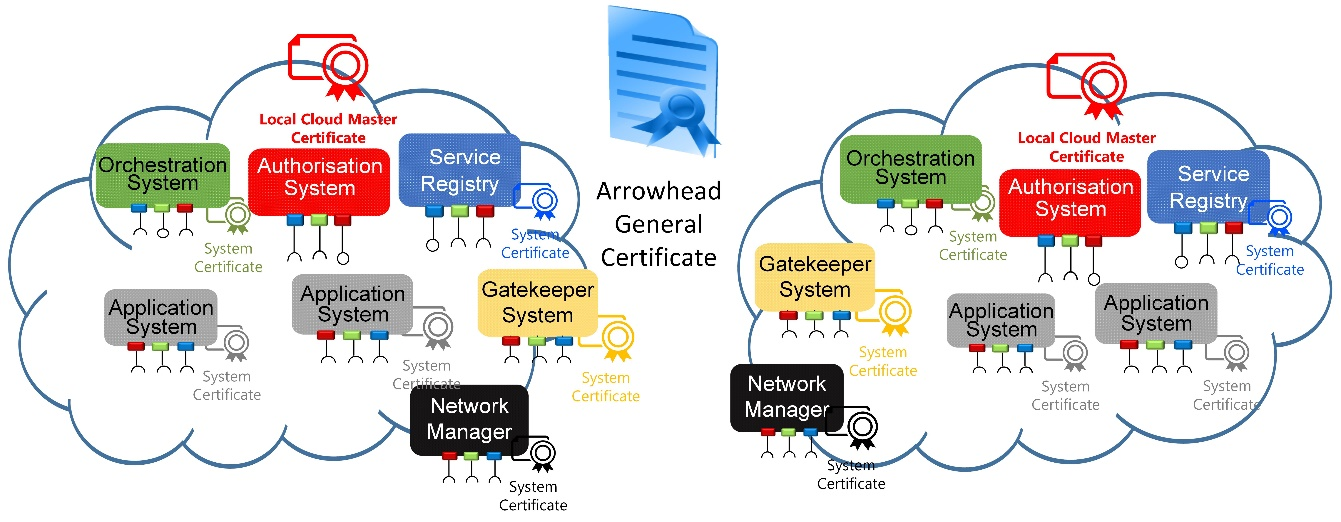 Local Cloud Master
Certificate
Orchestration
System
Authorisation
System
Service
Registry
System
Certificate
System
Certificate
Application
System
System
Certificate
Application
System
System
Certificate
Gatekeeper
System
System
Certificate
Network
Manager
System
Certificate
Arrowhead
General
Certificate
Local Cloud Master
Certificate
Orchestration
System
Authorisation
System
Service
Registry
System
Certificate
System
Certificate
Gatekeeper
System
System
Certificate
Application
System
System
Certificate
Application
System
System
Certificate
Network
Manager
System
Certificate